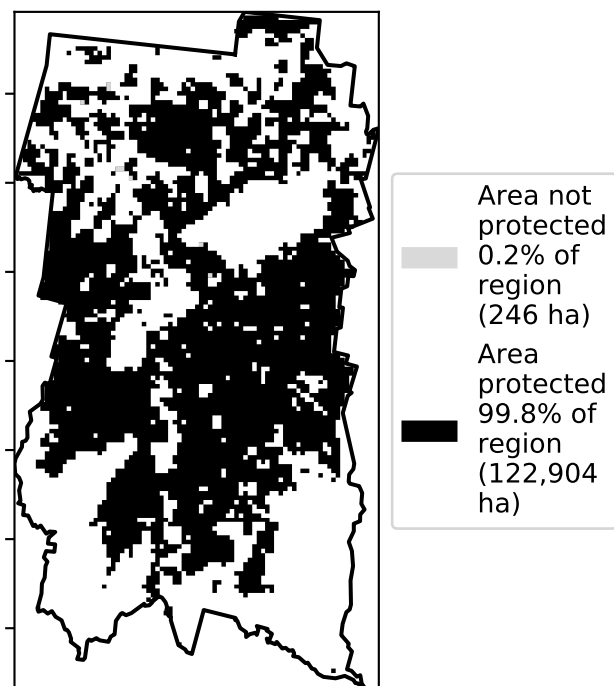 Area not
protected
0.2% of
region
(246 ha)
Area
protected
99.8% of
region
(122,904
ha)